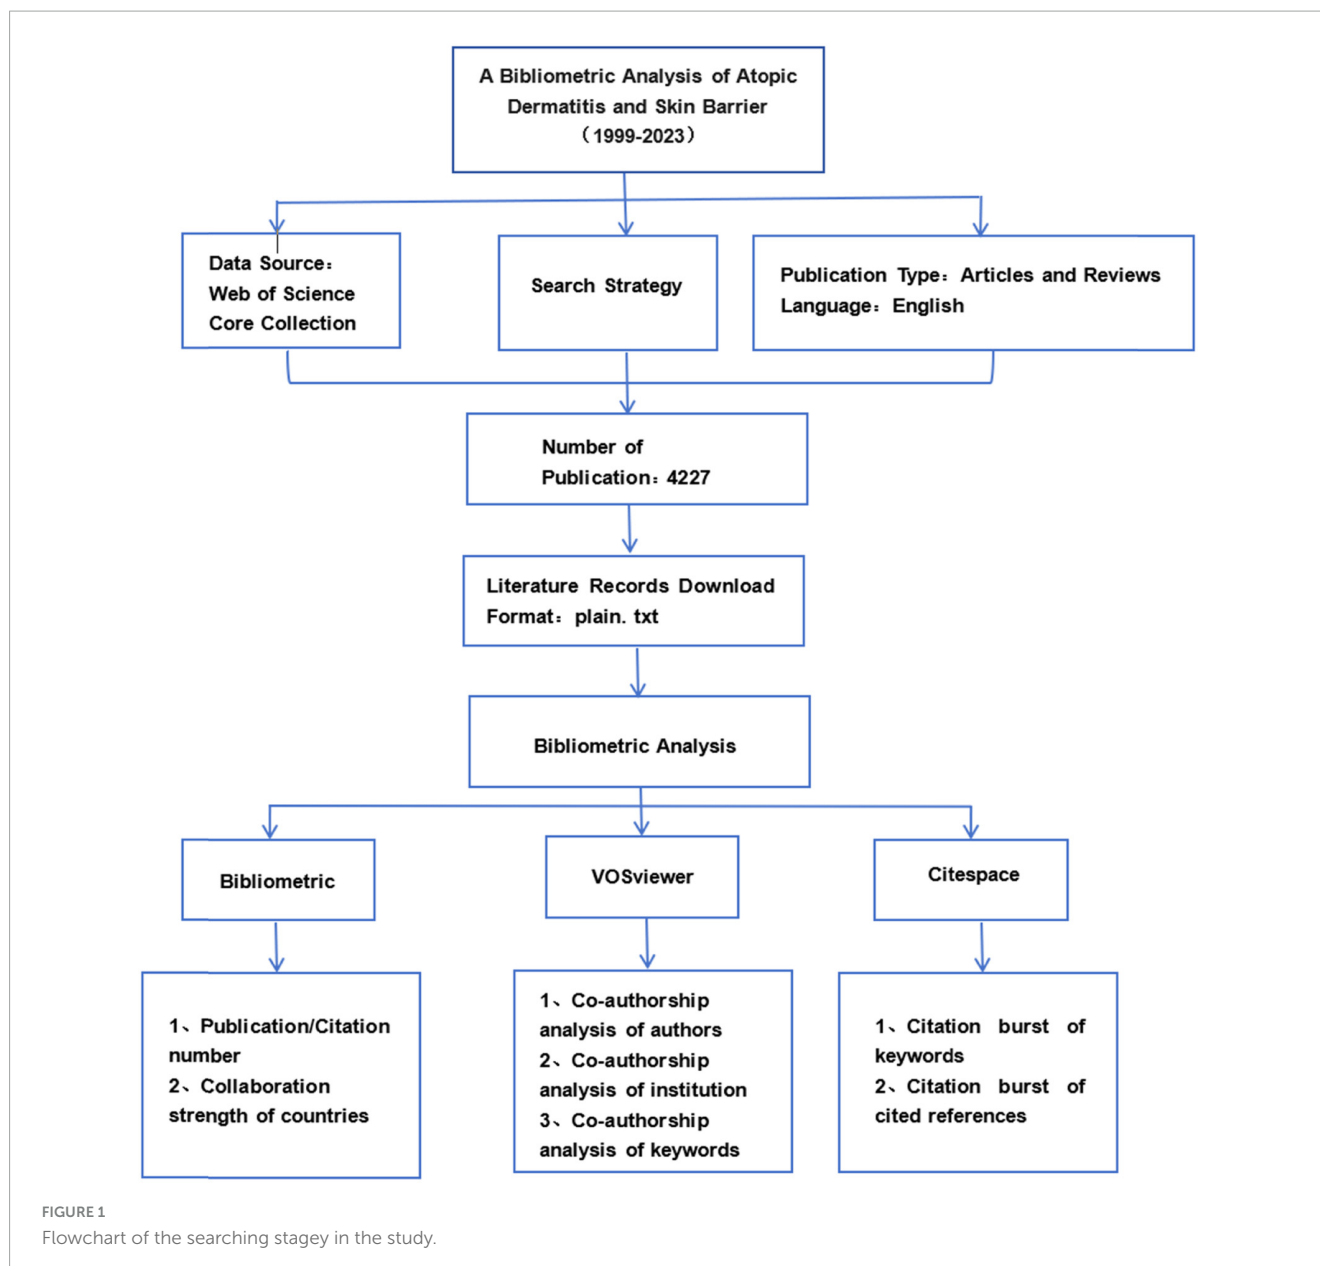 A Bibliometric Analysis of Atopic
Dermatitis and Skin Barrier
（1999-2023）
Data Source：
Web of Science
Core Collection
Search Strategy
Publication Type：Articles and Reviews
Language：English
Number of
Publication：4227
Literature Records Download
Format：plain. txt
Bibliometric Analysis
Bibliometric
VOSviewer
Citespace
1、Publication/Citation
number
2、Collaboration
strength of countries
1、Co-authorship
analysis of authors
2、Co-authorship
analysis of institution
3、Co-authorship
analysis of keywords
1、Citation burst of
keywords
2、Citation burst of
cited references
FIGURE 1
Flowchart of the searching stagey in the study.